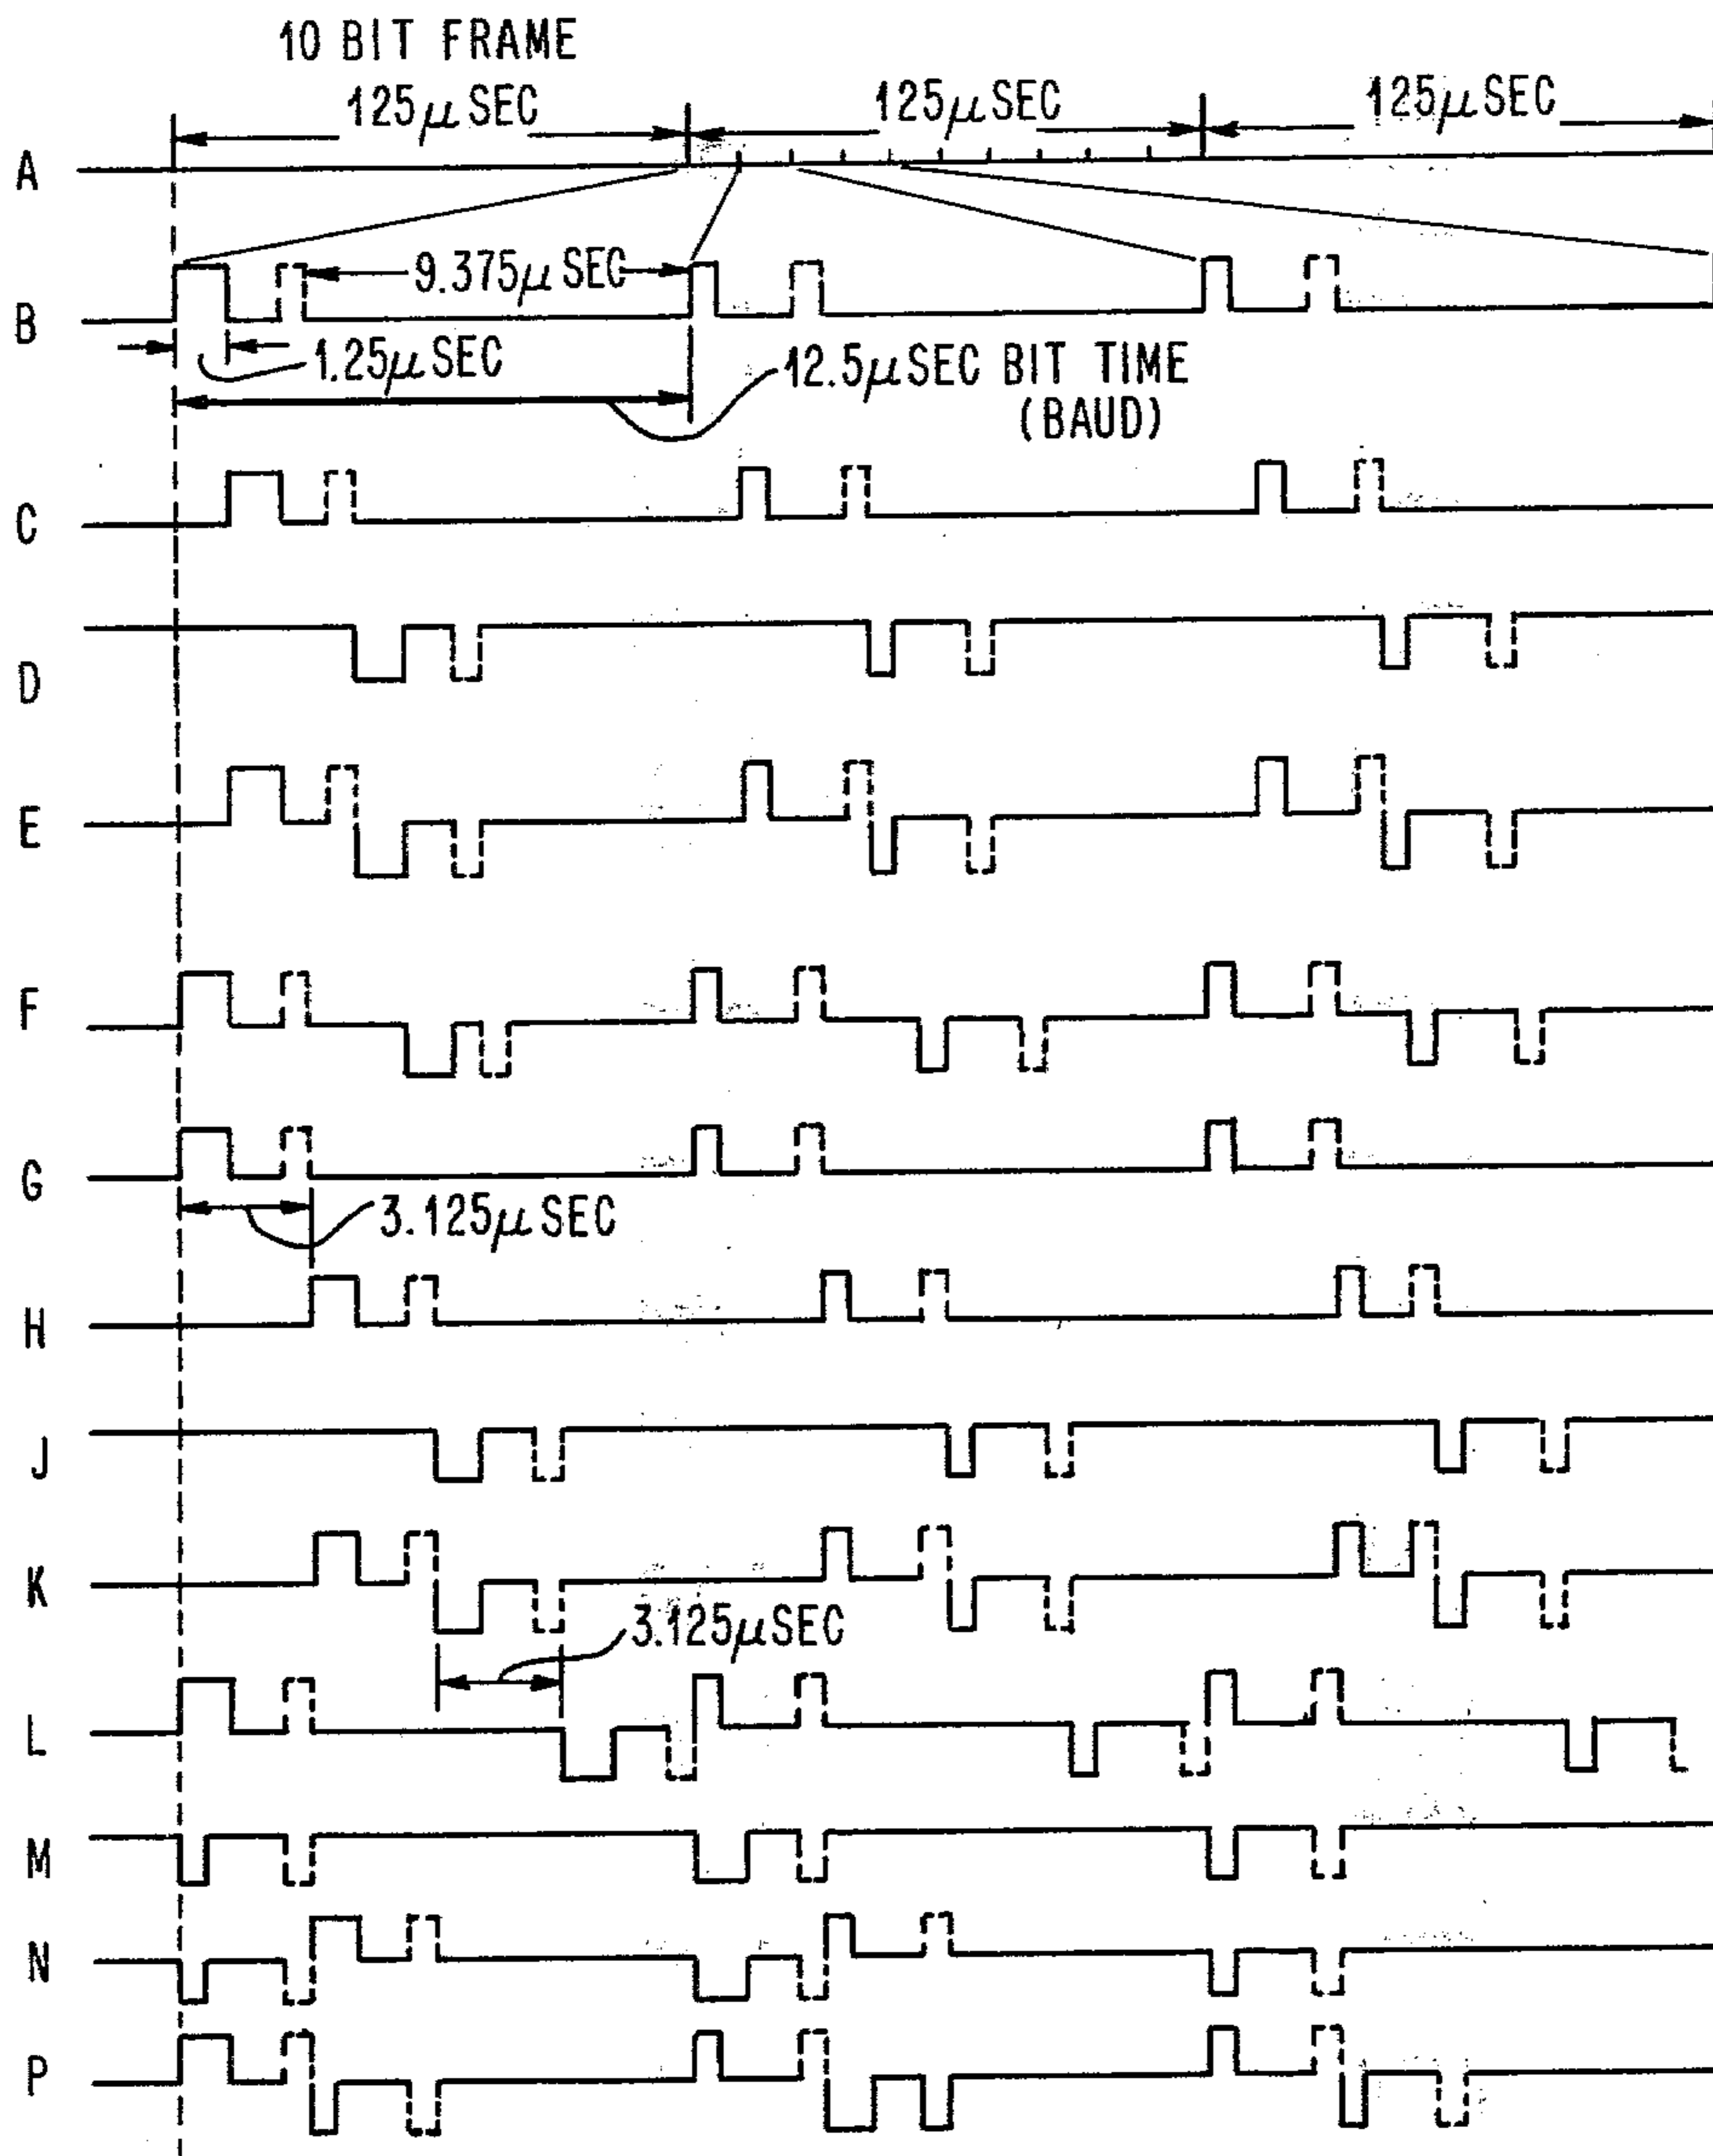 10 BIT FRAME
125μSEC 125μSEC 125μSEC
A
9.375μSEC
B
1.25μSEC
12.5μSEC BIT TIME
(BAUD)
C
D
E
F
G
3.125μSEC
H
J
K
3.125μSEC
L
M
N
P